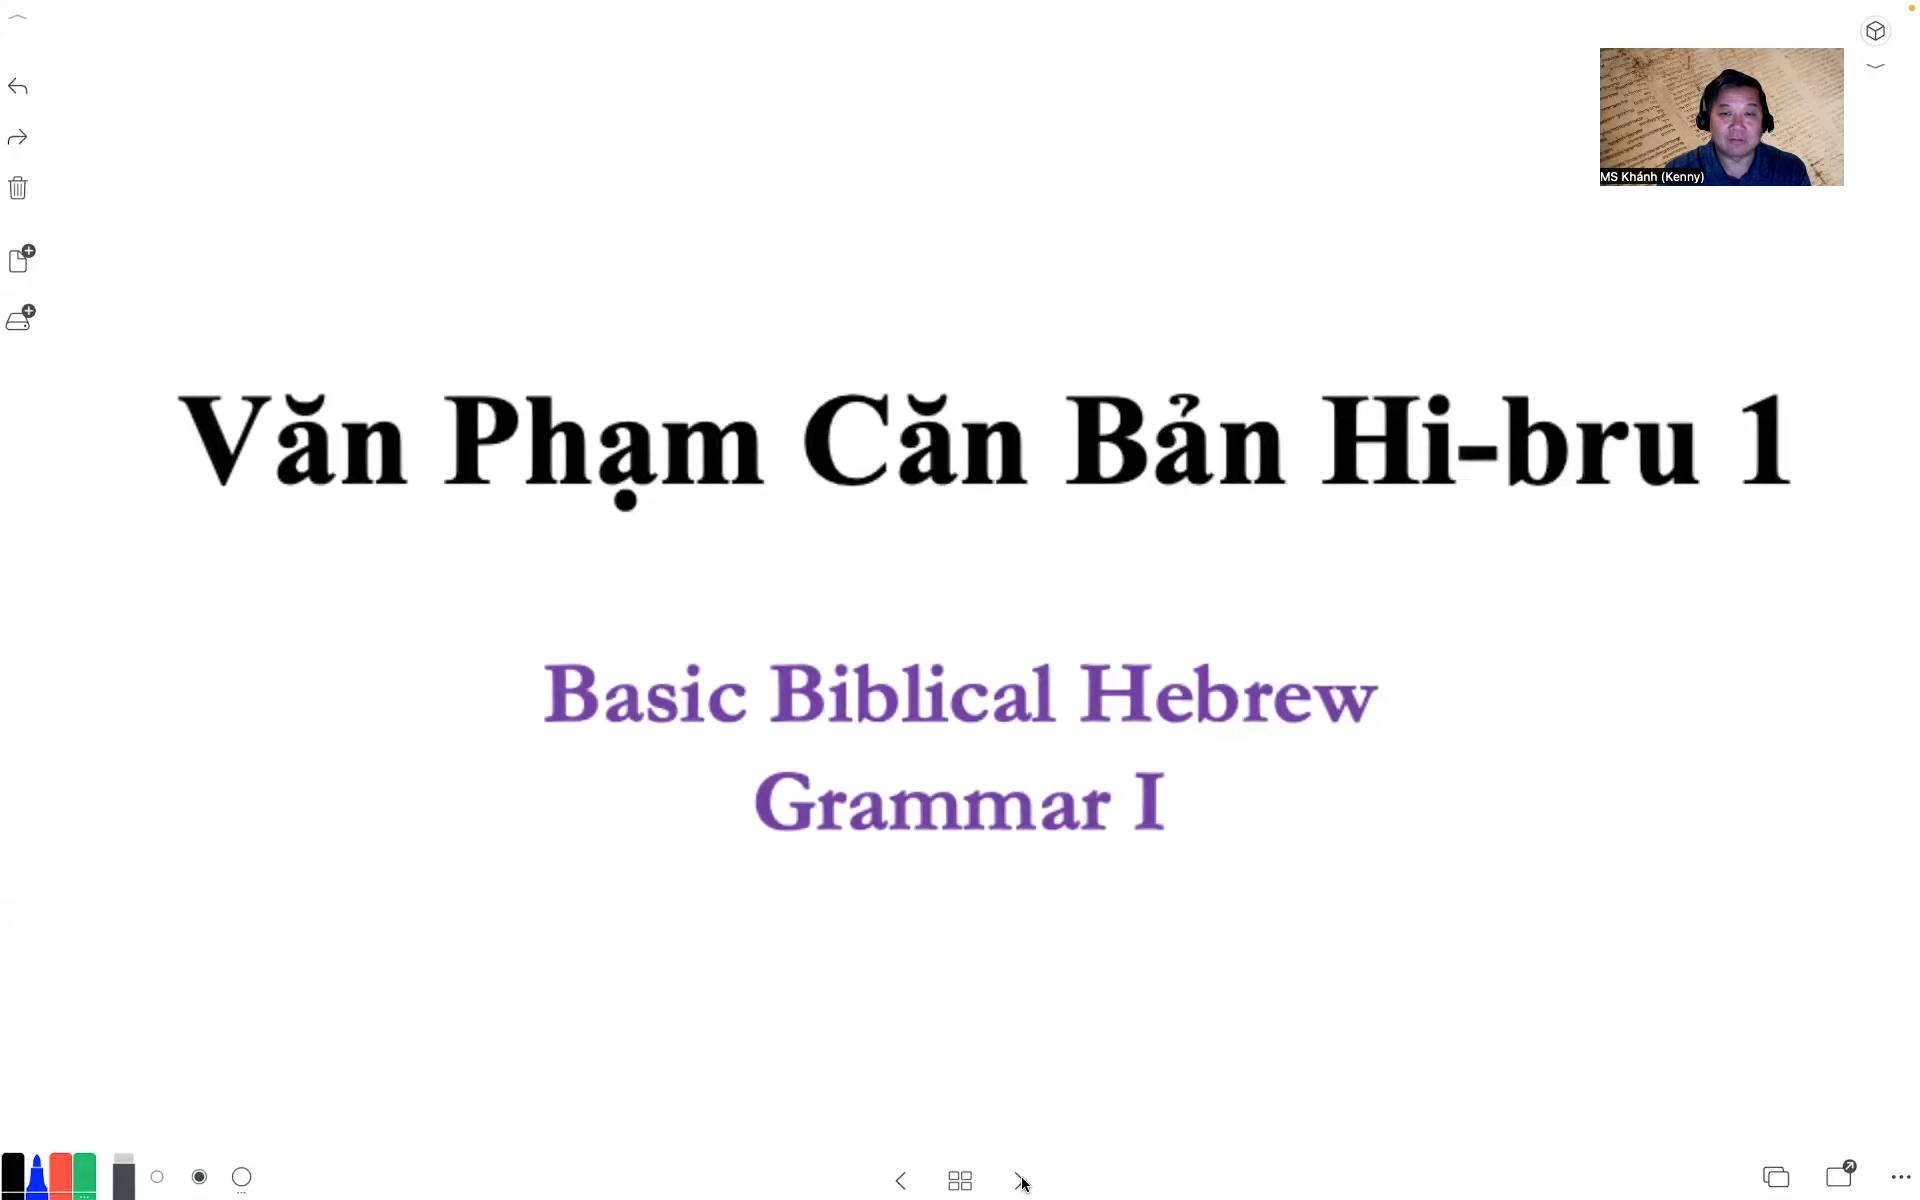 MS Khánh (Kenny)
Văn Phạm Căn Bản Hi-bru 1
Basic Biblical Hebrew
Grammar I